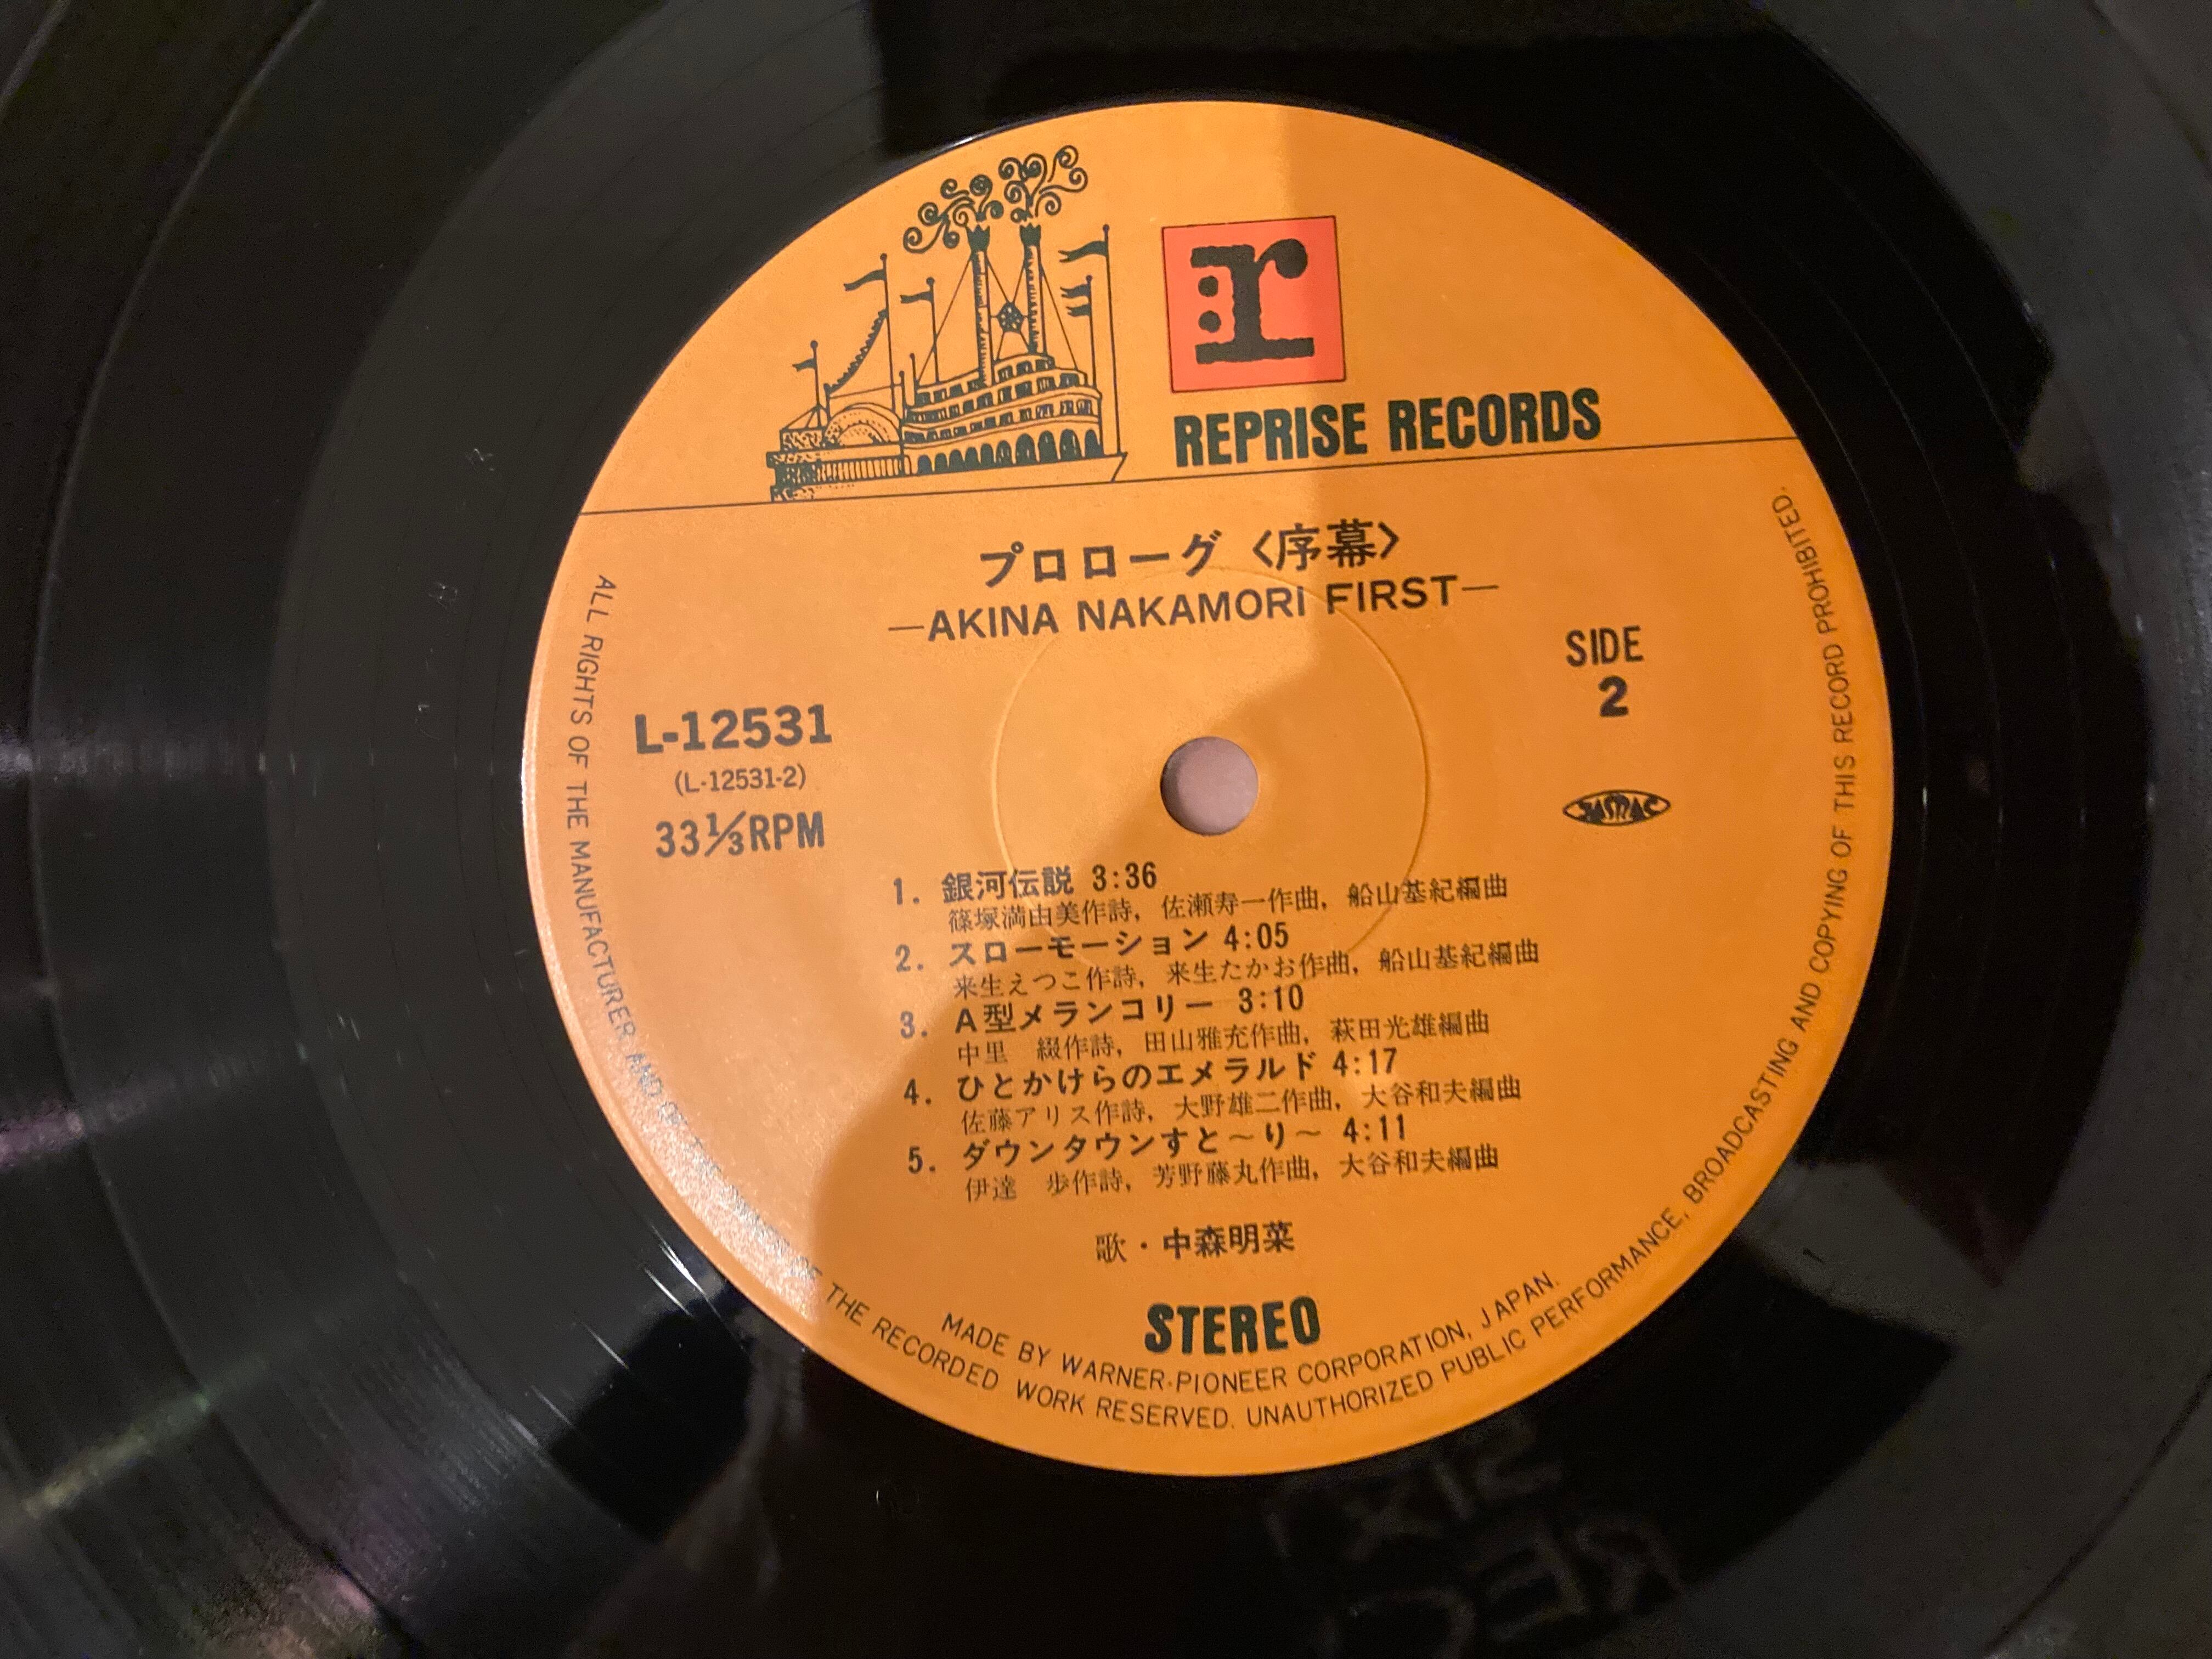 r
REPRISE RECORDS
プロローグ〈序幕〉
—AKINA NAKAMORI FIRST—
SIDE
2
L-12531
(L-12531-2)
33⅓RPM
JASRAC
1. 銀河伝説 3:36
篠塚満由美作詩, 佐瀬寿一作曲, 船山基紀編曲
2. スローモーション 4:05
来生えつこ作詩, 来生たかお作曲, 船山基紀編曲
3. A型メランコリー 3:10
中里 綴作詩, 田山雅充作曲, 萩田光雄編曲
4. ひとかけらのエメラルド 4:17
佐藤アリス作詩, 大野雄二作曲, 大谷和夫編曲
5. ダウンタウンすと〜り〜 4:11
伊達 歩作詩, 芳野藤丸作曲, 大谷和夫編曲
歌・中森明菜
STEREO
MADE BY WARNER-PIONEER CORPORATION, JAPAN.
ALL RIGHTS OF THE MANUFACTURER AND OF THE OWNER OF THE RECORDED WORK RESERVED. UNAUTHORIZED PUBLIC PERFORMANCE, BROADCASTING AND COPYING OF THIS RECORD PROHIBITED.